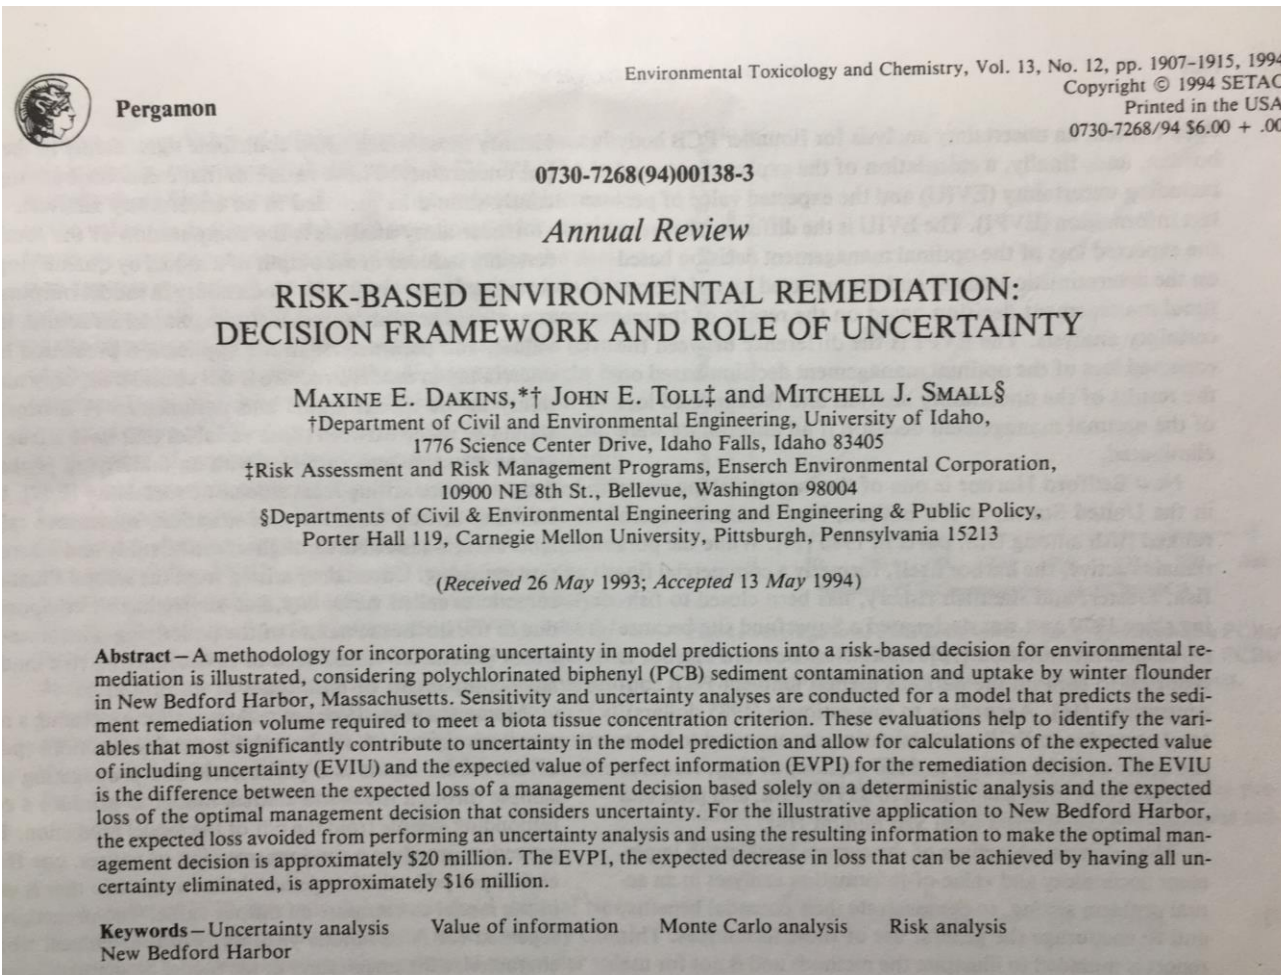 Pergamon
Environmental Toxicology and Chemistry, Vol. 13, No. 12, pp. 1907–1915, 1994
Copyright © 1994 SETAC
Printed in the USA
0730-7268/94 $6.00 + .00
0730-7268(94)00138-3
Annual Review
RISK-BASED ENVIRONMENTAL REMEDIATION:
DECISION FRAMEWORK AND ROLE OF UNCERTAINTY
MAXINE E. DAKINS,*† JOHN E. TOLL‡ and MITCHELL J. SMALL§
†Department of Civil and Environmental Engineering, University of Idaho,
1776 Science Center Drive, Idaho Falls, Idaho 83405
‡Risk Assessment and Risk Management Programs, Enserch Environmental Corporation,
10900 NE 8th St., Bellevue, Washington 98004
§Departments of Civil & Environmental Engineering and Engineering & Public Policy,
Porter Hall 119, Carnegie Mellon University, Pittsburgh, Pennsylvania 15213
(Received 26 May 1993; Accepted 13 May 1994)
Abstract – A methodology for incorporating uncertainty in model predictions into a risk-based decision for environmental re-
mediation is illustrated, considering polychlorinated biphenyl (PCB) sediment contamination and uptake by winter flounder
in New Bedford Harbor, Massachusetts. Sensitivity and uncertainty analyses are conducted for a model that predicts the sedi-
ment remediation volume required to meet a biota tissue concentration criterion. These evaluations help to identify the vari-
ables that most significantly contribute to uncertainty in the model prediction and allow for calculations of the expected value
of including uncertainty (EVIU) and the expected value of perfect information (EVPI) for the remediation decision. The EVIU
is the difference between the expected loss of a management decision based solely on a deterministic analysis and the expected
loss of the optimal management decision that considers uncertainty. For the illustrative application to New Bedford Harbor,
the expected loss avoided from performing an uncertainty analysis and using the resulting information to make the optimal man-
agement decision is approximately $20 million. The EVPI, the expected decrease in loss that can be achieved by having all un-
certainty eliminated, is approximately $16 million.
Keywords – Uncertainty analysis Value of information Monte Carlo analysis Risk analysis
New Bedford Harbor